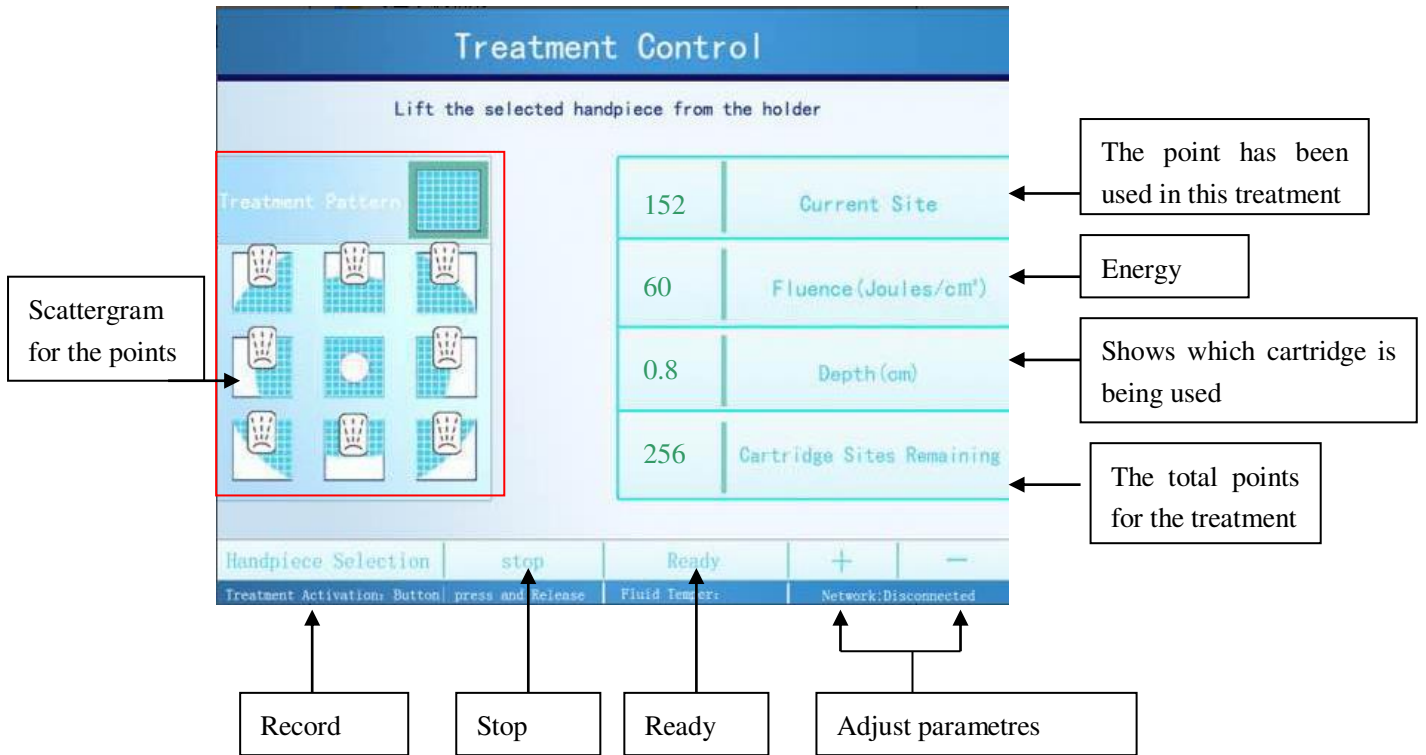 Treatment Control
Lift the selected handpiece from the holder
Treatment Pattern
152 Current Site
60 Fluence(Joules/cm²)
0.8 Depth(cm)
256 Cartridge Sites Remaining
Handpiece Selection stop Ready + −
Treatment Activation: Button press and Release Fluid Temper: Network:Disconnected
Scattergram
for the points
The point has been
used in this treatment
Energy
Shows which cartridge is
being used
The total points
for the treatment
Record
Stop
Ready
Adjust parametres